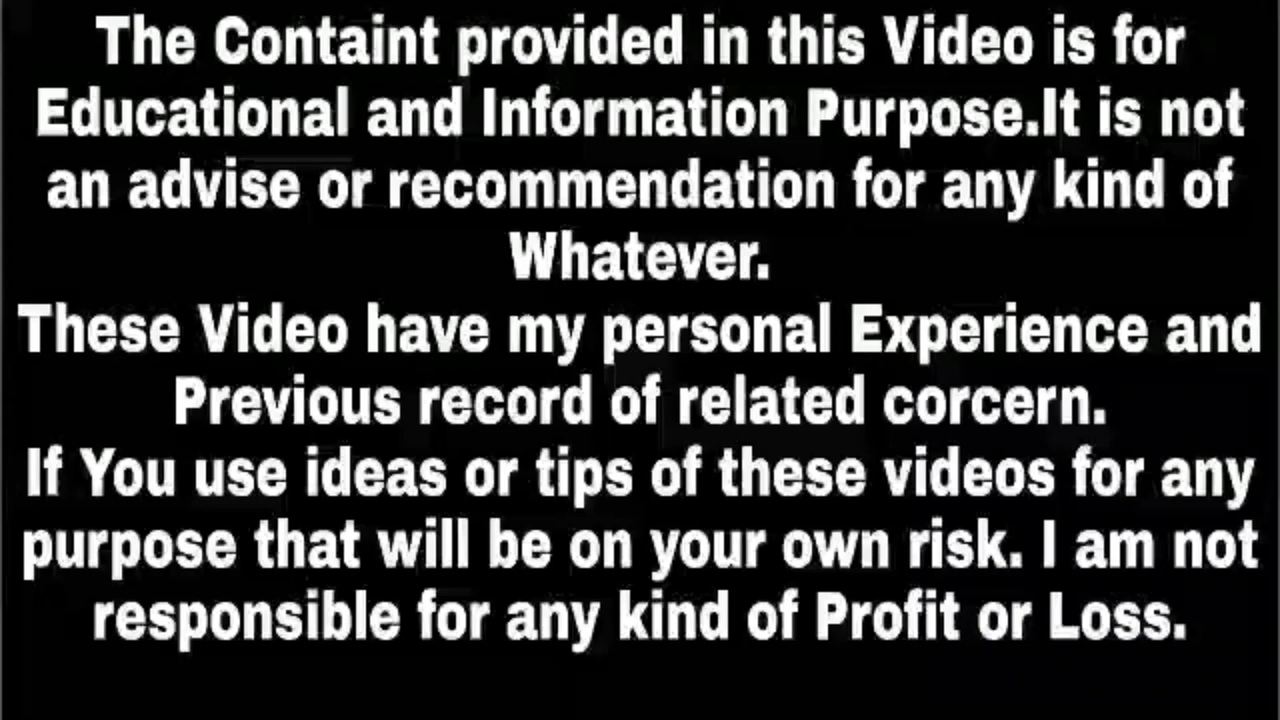 The Containt provided in this Video is for
Educational and Information Purpose.It is not
an advise or recommendation for any kind of
Whatever.
These Video have my personal Experience and
Previous record of related corcern.
If You use ideas or tips of these videos for any
purpose that will be on your own risk. I am not
responsible for any kind of Profit or Loss.